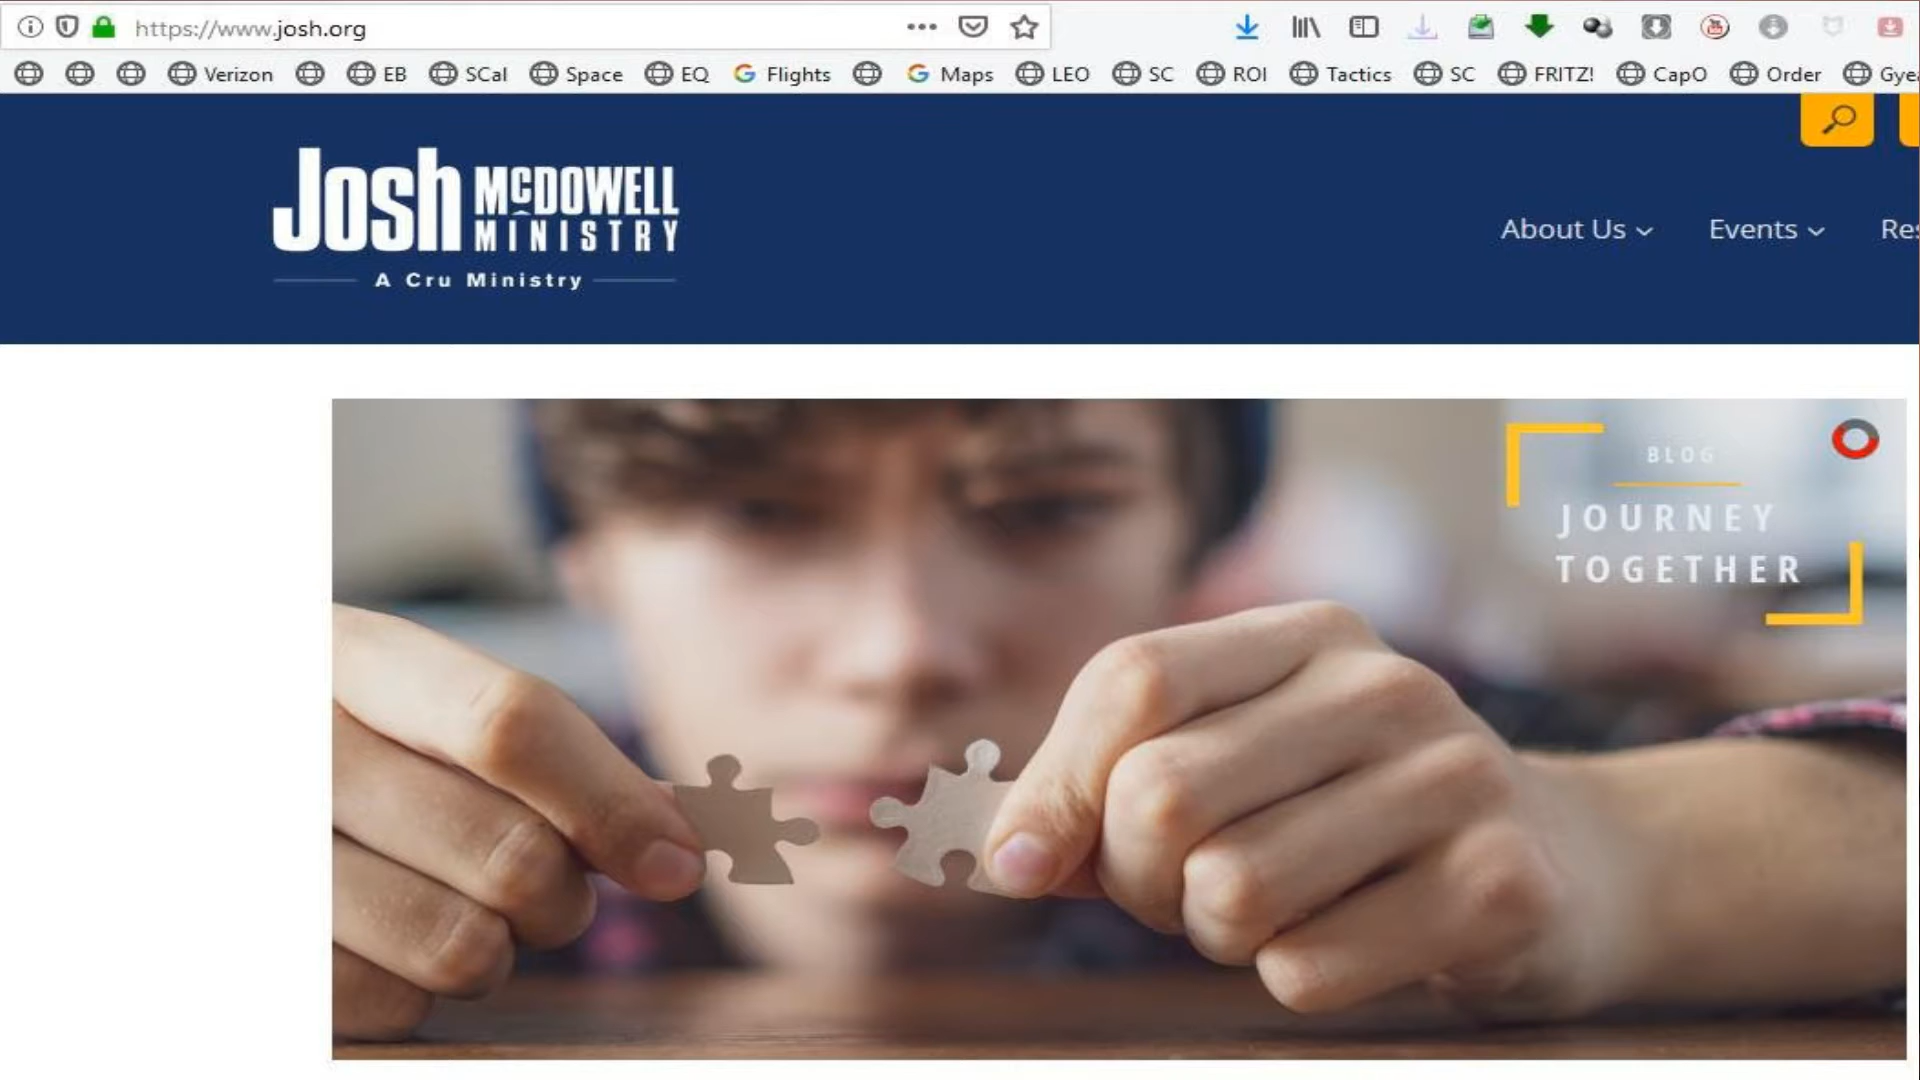 https://www.josh.org
Verizon EB SCal Space EQ Flights Maps LEO SC ROI Tactics SC FRITZ! CapO Order
Josh McDOWELL
MINISTRY
A Cru Ministry
About Us Events
BLOG
JOURNEY
TOGETHER